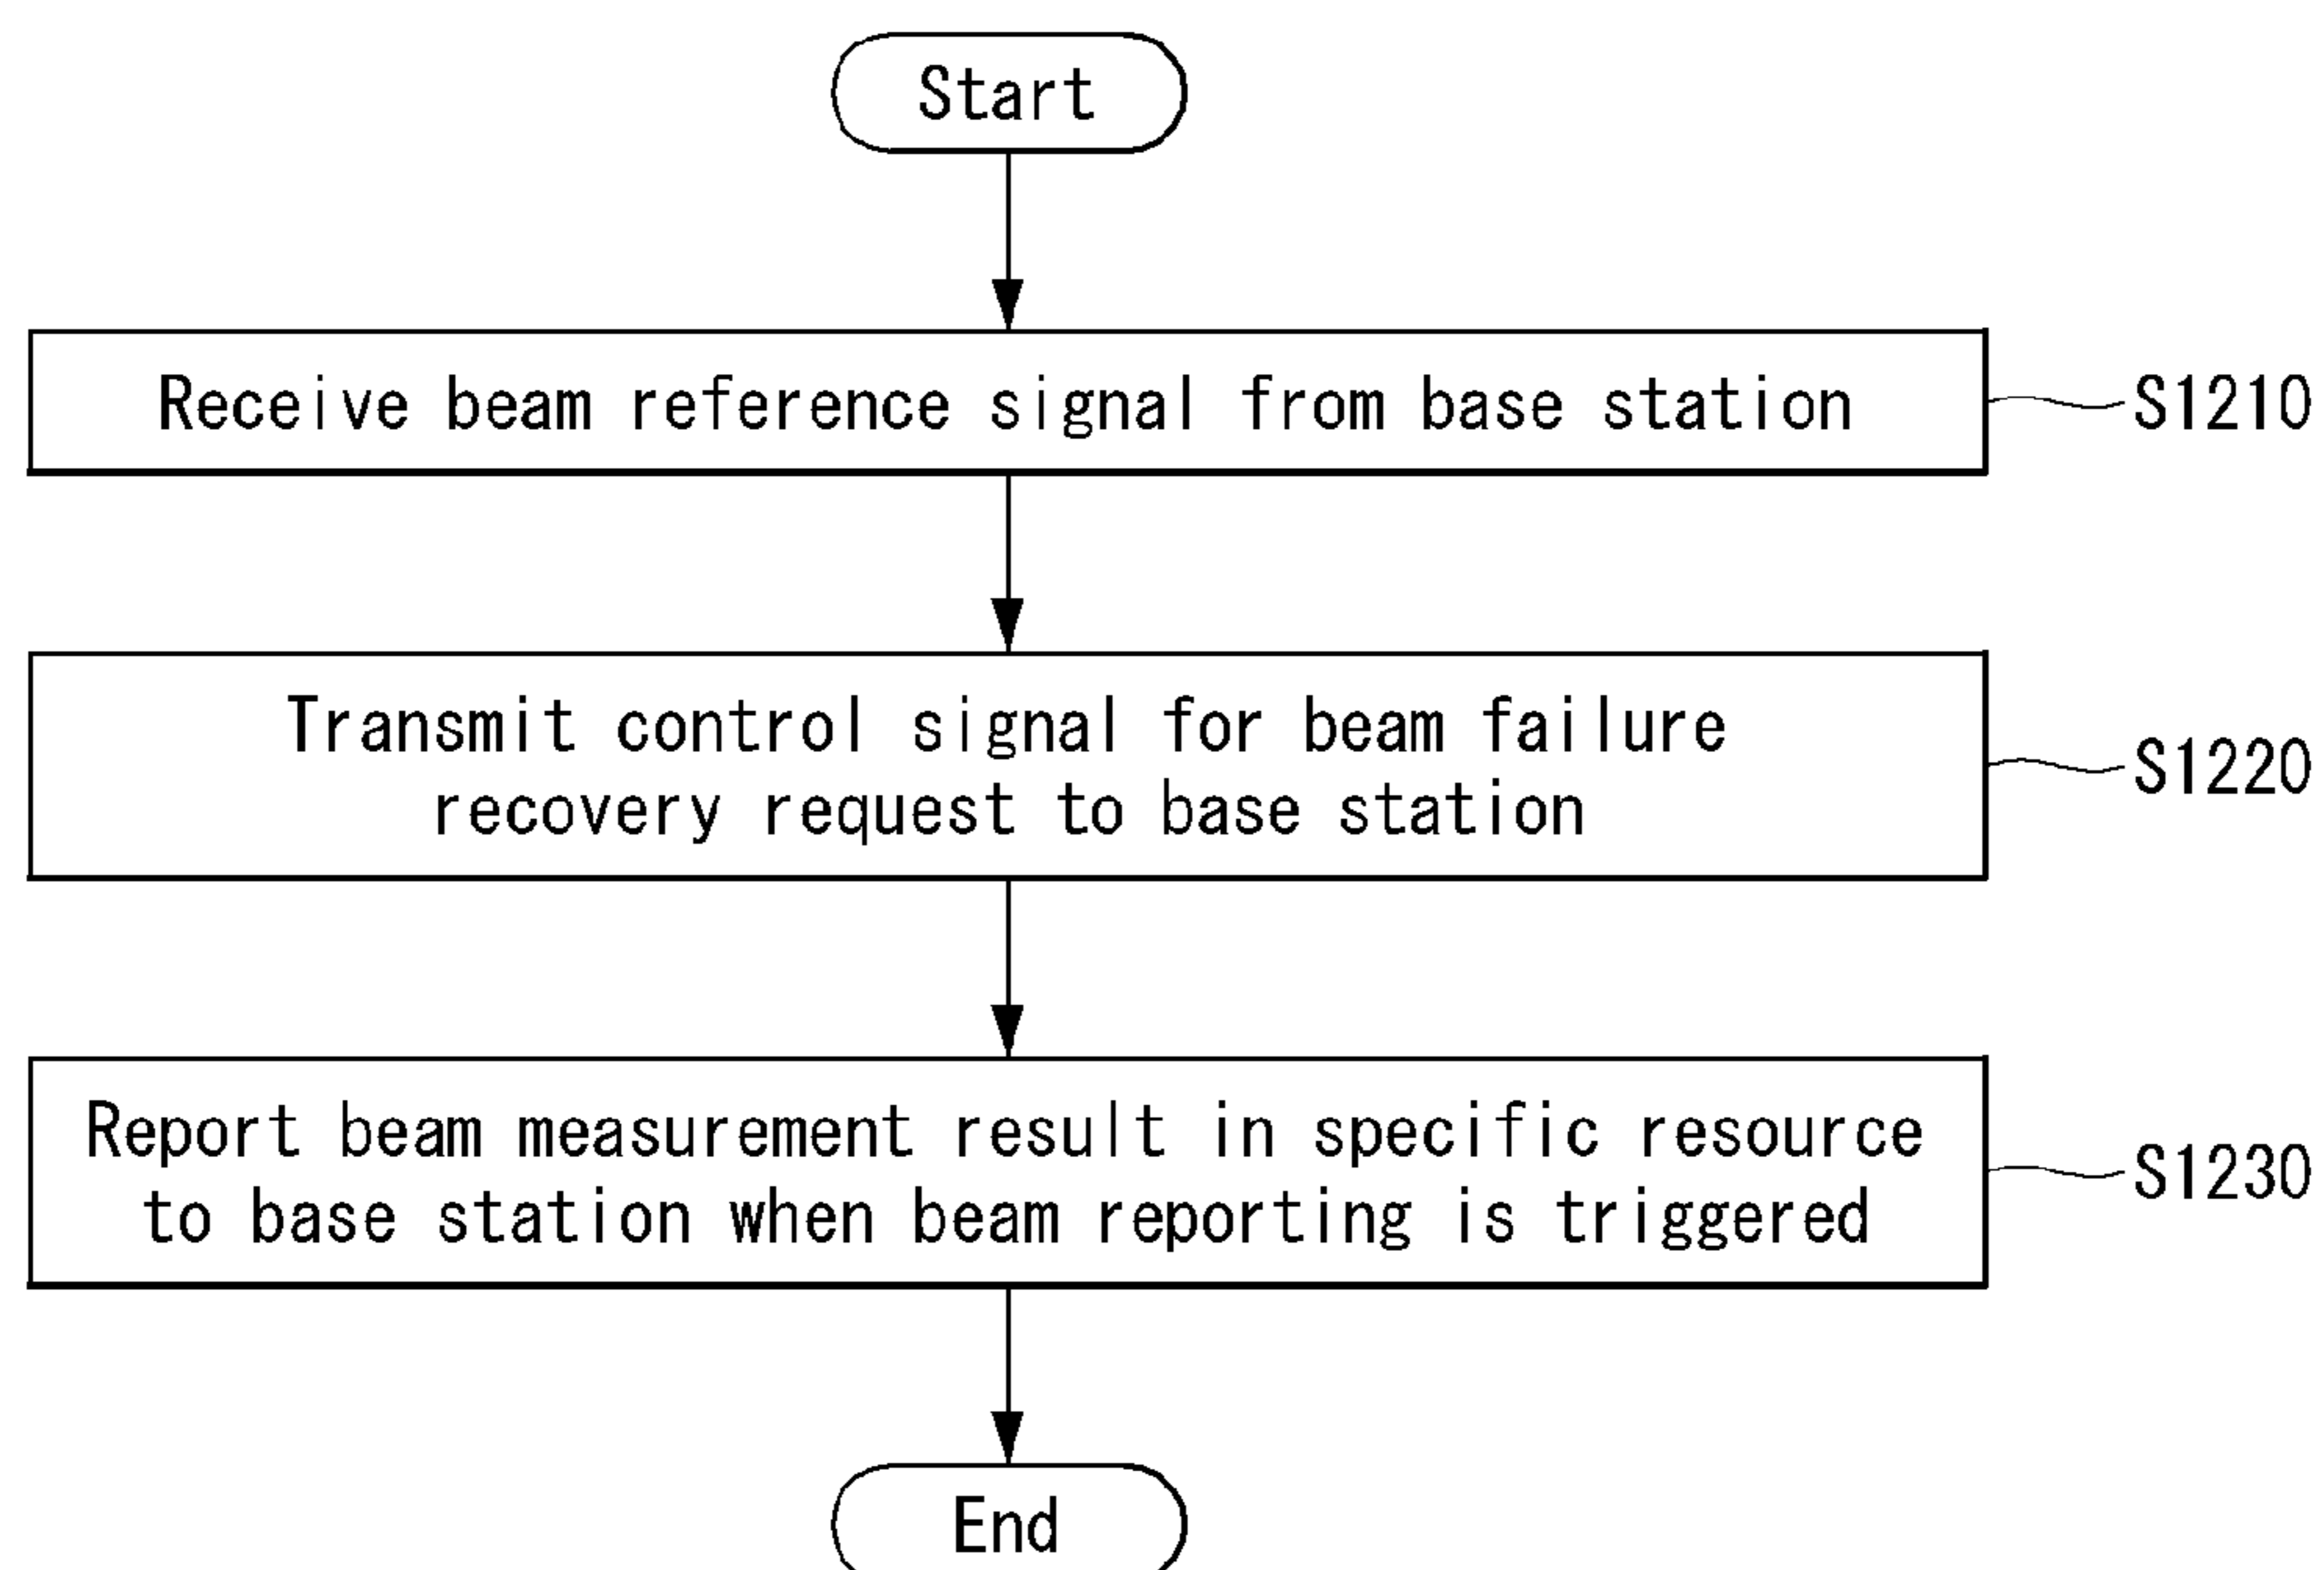 Start
Receive beam reference signal from base station
S1210
Transmit control signal for beam failure
recovery request to base station
S1220
Report beam measurement result in specific resource
to base station when beam reporting is triggered
S1230
End